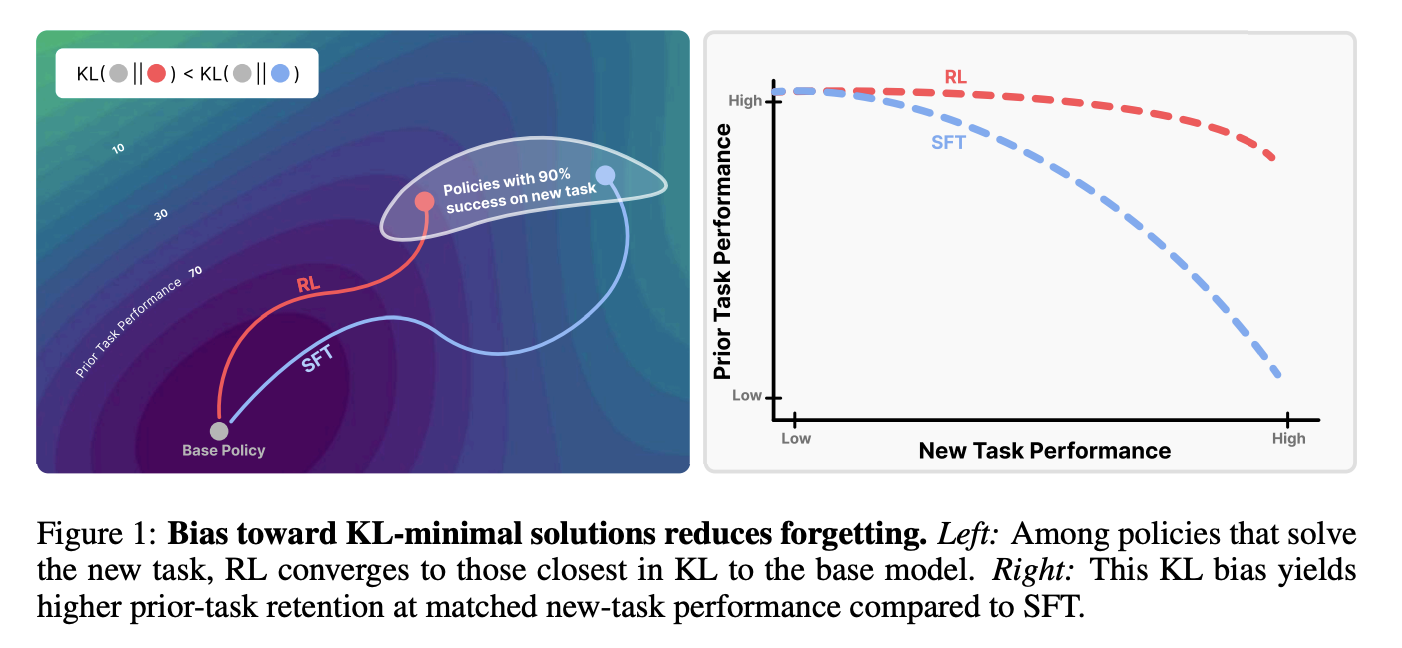 KL( || ) < KL( || )
10
30
70
Prior Task Performance
Policies with 90%
success on new task
RL
SFT
Base Policy
Prior Task Performance
High
Low
RL
SFT
Low
High
New Task Performance
Figure 1: Bias toward KL-minimal solutions reduces forgetting. Left: Among policies that solve
the new task, RL converges to those closest in KL to the base model. Right: This KL bias yields
higher prior-task retention at matched new-task performance compared to SFT.